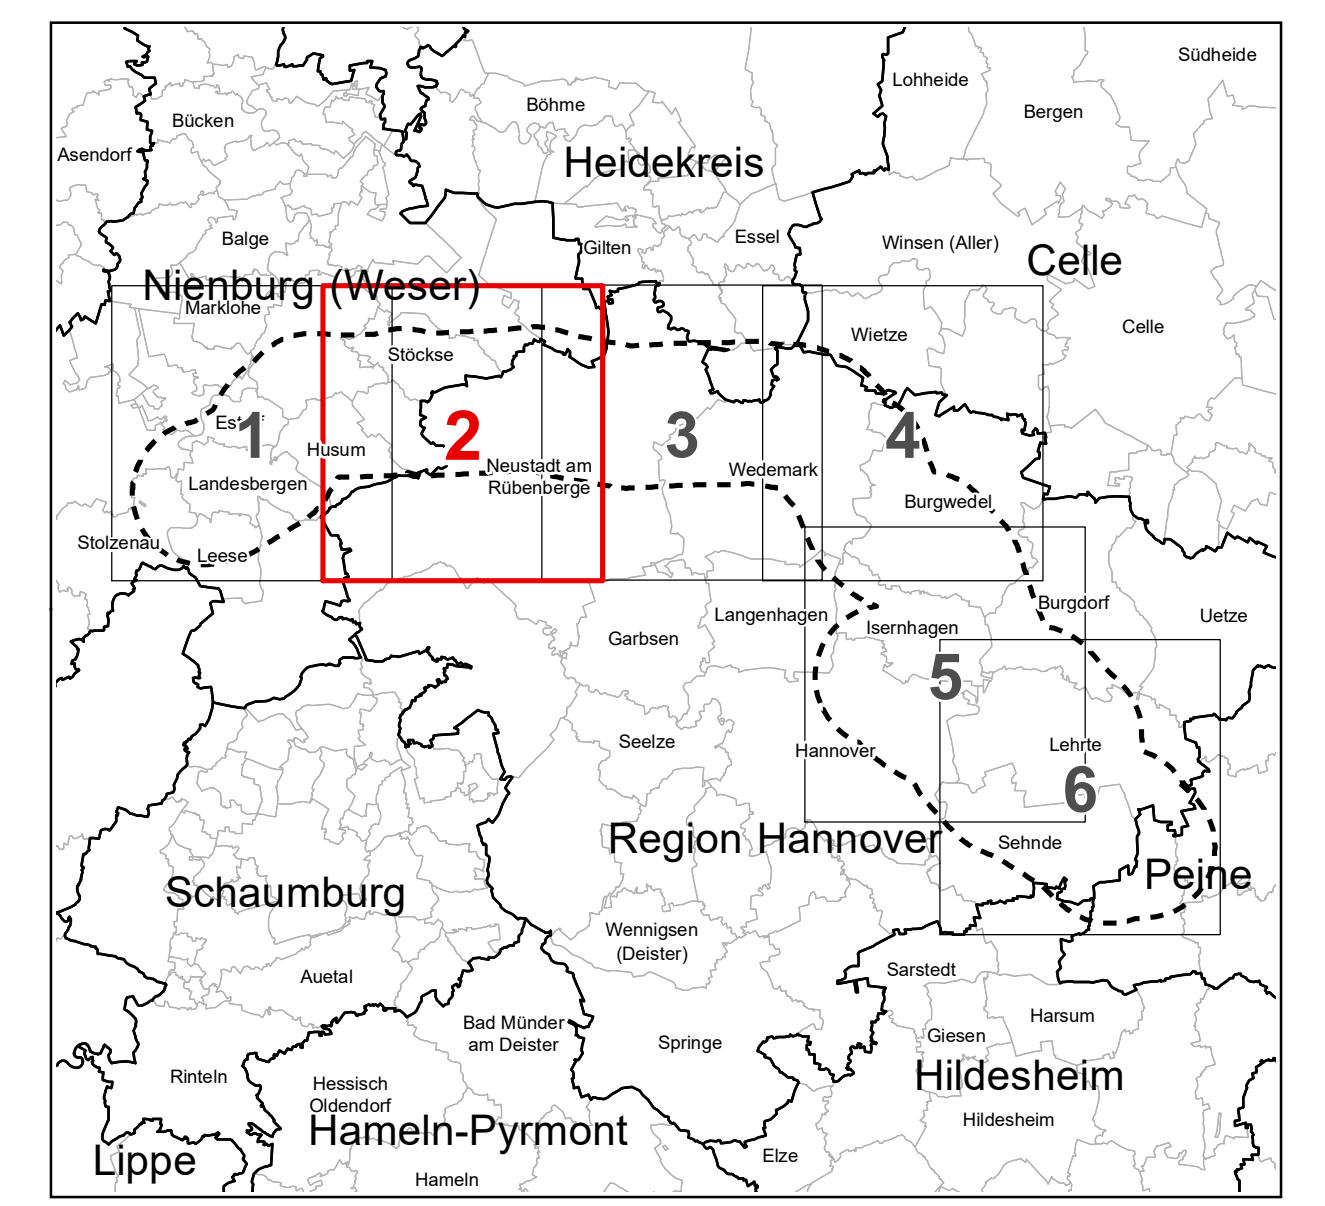 Südheide
Lohheide
Böhme
Bergen
Bücken
Asendorf
Heidekreis
Balge
Gilten
Essel
Winsen (Aller)
Celle
Nienburg (Weser)
Marklohe
Celle
Wietze
Stöckse
1
2
3
4
Husum
Neustadt am
Rübenberge
Wedemark
Landesbergen
Burgwedel
Stolzenau
Leese
Burgdorf
Langenhagen
Uetze
Isernhagen
Garbsen
5
Seelze
Hannover
Lehrte
6
Region Hannover
Sehnde
Peine
Schaumburg
Wennigsen
(Deister)
Auetal
Sarstedt
Harsum
Bad Münder
am Deister
Giesen
Springe
Rinteln
Hildesheim
Hessisch
Oldendorf
Hildesheim
Hameln-Pyrmont
Lippe
Elze
Hameln